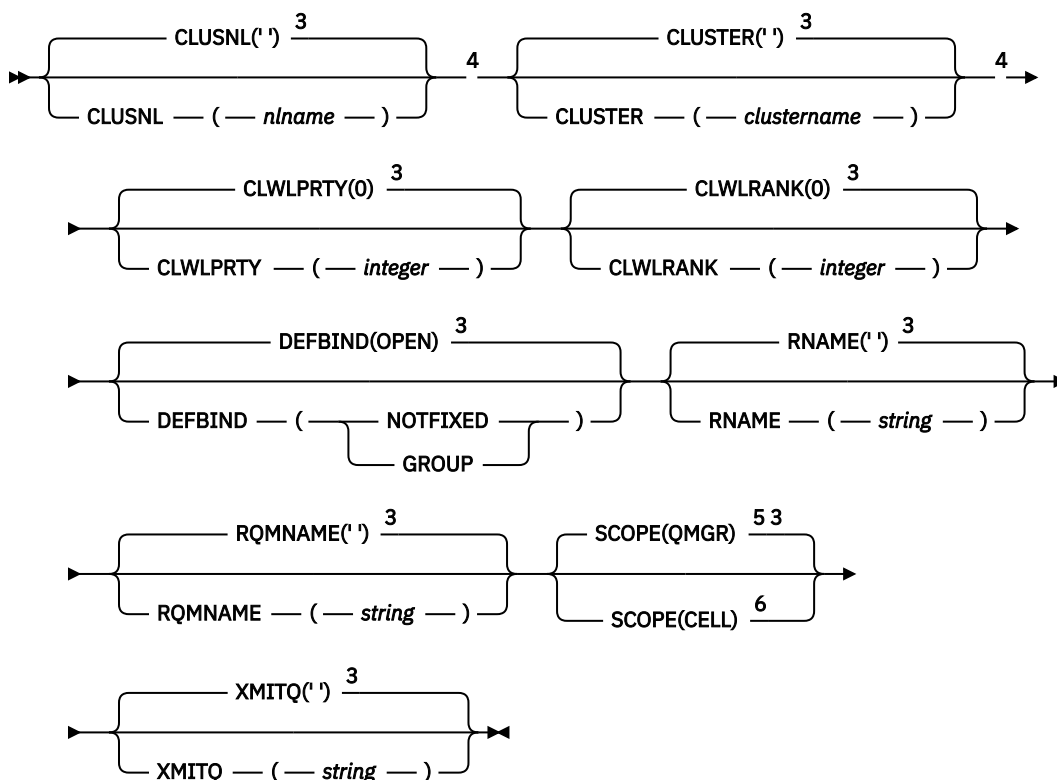 CLUSNL(' ') 3 CLUSTER(' ') 3
4 4
CLUSNL ( nlname ) CLUSTER ( clustername )
CLWLPRTY(0) 3 CLWLRANK(0) 3
CLWLPRTY ( integer ) CLWLRANK ( integer )
DEFBIND(OPEN) 3 RNAME(' ') 3
DEFBIND ( NOTFIXED ) RNAME ( string )
GROUP
RQMNAME(' ') 3 SCOPE(QMGR) 5 3
RQMNAME ( string ) SCOPE(CELL) 6
XMITQ(' ') 3
XMITQ ( string )